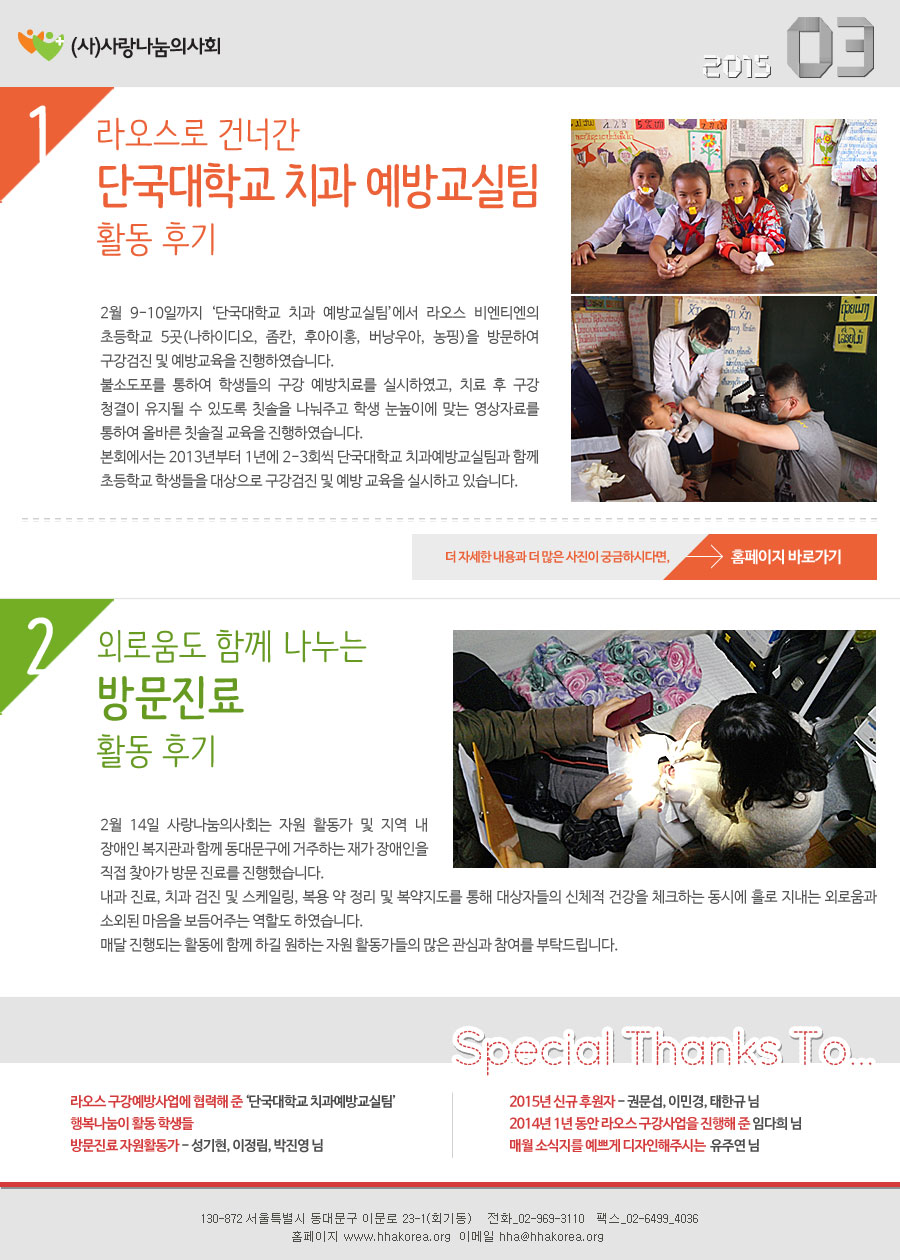 (사)사랑나눔의사회
2015 03
1
라오스로 건너간
단국대학교 치과 예방교실팀
활동 후기
2월 9-10일까지 ‘단국대학교 치과 예방교실팀’에서 라오스 비엔티엔의
초등학교 5곳(나하이디오, 좀칸, 후아이홍, 버낭우아, 농핑)을 방문하여
구강검진 및 예방교육을 진행하였습니다.
불소도포를 통하여 학생들의 구강 예방치료를 실시하였고, 치료 후 구강
청결이 유지될 수 있도록 칫솔을 나눠주고 학생 눈높이에 맞는 영상자료를
통하여 올바른 칫솔질 교육을 진행하였습니다.
본회에서는 2013년부터 1년에 2-3회씩 단국대학교 치과예방교실팀과 함께
초등학교 학생들을 대상으로 구강검진 및 예방 교육을 실시하고 있습니다.
더 자세한 내용과 더 많은 사진이 궁금하시다면,
홈페이지 바로가기
2
외로움도 함께 나누는
방문진료
활동 후기
2월 14일 사랑나눔의사회는 자원 활동가 및 지역 내
장애인 복지관과 함께 동대문구에 거주하는 재가 장애인을
직접 찾아가 방문 진료를 진행했습니다.
내과 진료, 치과 검진 및 스케일링, 복용 약 정리 및 복약지도를 통해 대상자들의 신체적 건강을 체크하는 동시에 홀로 지내는 외로움과
소외된 마음을 보듬어주는 역할도 하였습니다.
매달 진행되는 활동에 함께 하길 원하는 자원 활동가들의 많은 관심과 참여를 부탁드립니다.
Special Thanks To...
라오스 구강예방사업에 협력해 준 ‘단국대학교 치과예방교실팀’
행복나눔이 활동 학생들
방문진료 자원활동가 - 성기현, 이정림, 박진영 님
2015년 신규 후원자 - 권문섭, 이민경, 태한규 님
2014년 1년 동안 라오스 구강사업을 진행해 준 임다희 님
매월 소식지를 예쁘게 디자인해주시는 유주연 님
130-872 서울특별시 동대문구 이문로 23-1(회기동) 전화_02-969-3110 팩스_02-6499_4036
홈페이지 www.hhakorea.org 이메일 hha@hhakorea.org